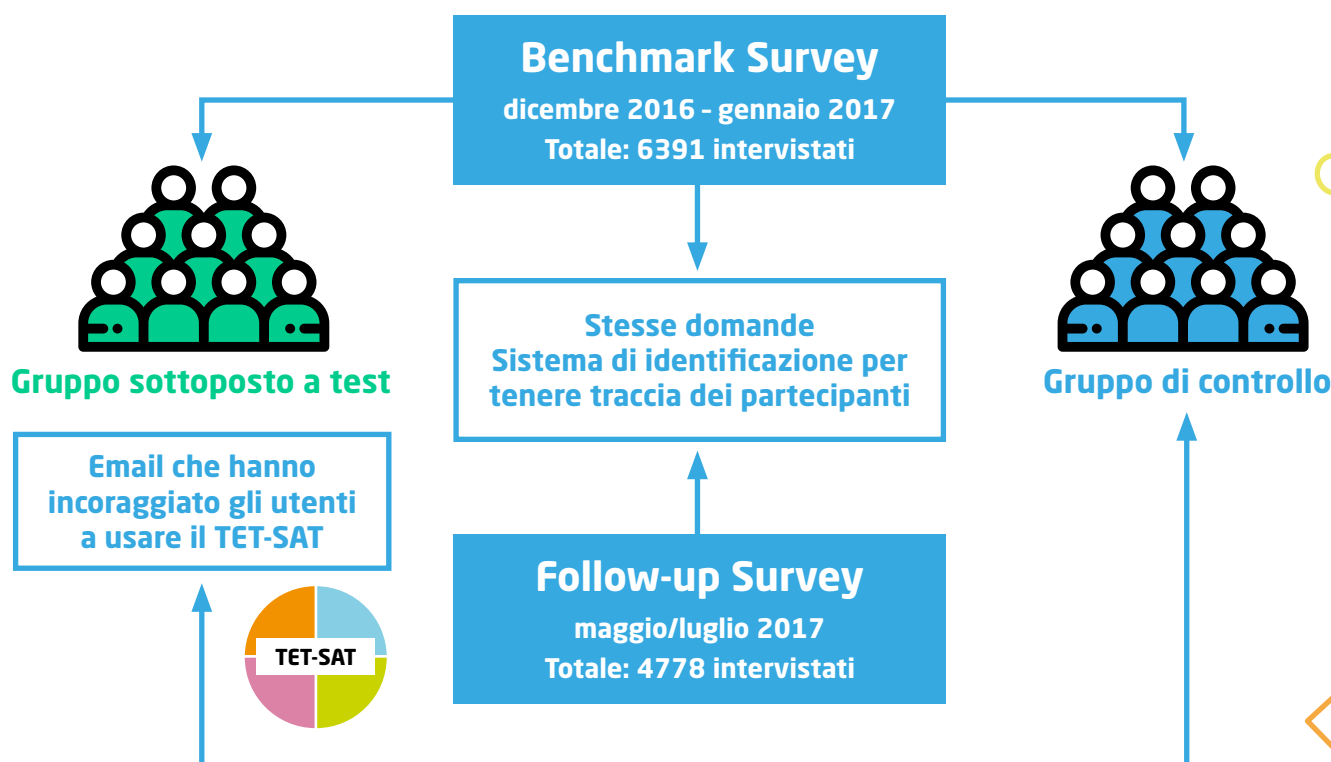 Benchmark Survey
dicembre 2016 - gennaio 2017
Totale: 6391 intervistati
Gruppo sottoposto a test
Stesse domande
Sistema di identificazione per
tenere traccia dei partecipanti
Gruppo di controllo
Email che hanno
incoraggiato gli utenti
a usare il TET-SAT
TET-SAT
Follow-up Survey
maggio/luglio 2017
Totale: 4778 intervistati